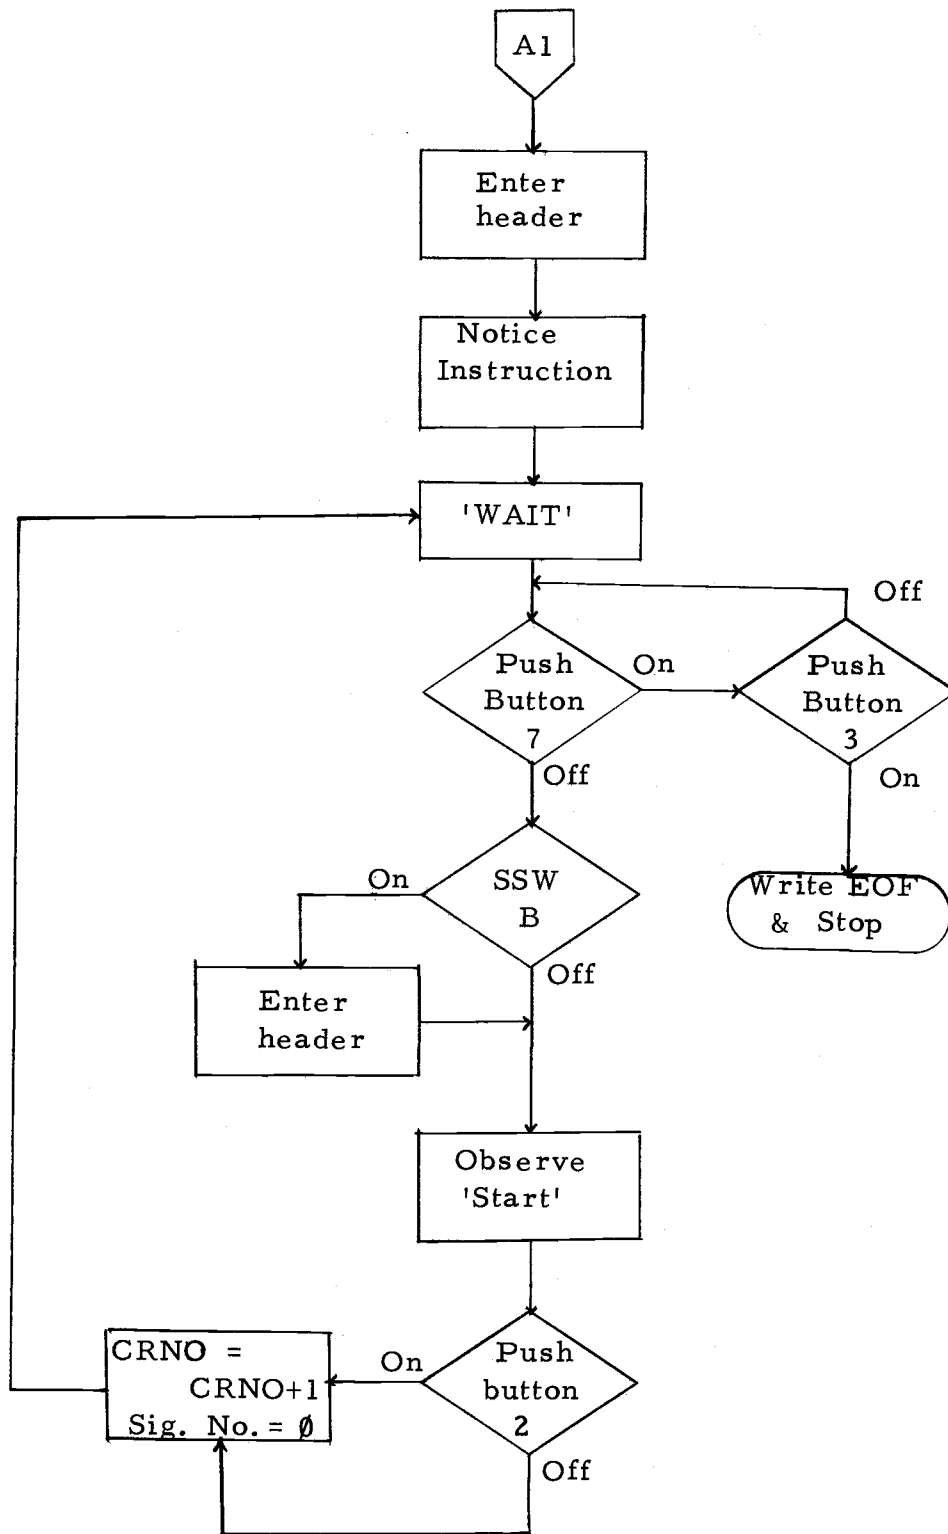 A1
Enter
header
Notice
Instruction
'WAIT'
Off
Push
Button
7
On
Push
Button
3
Off
On
SSW
B
On
Write EOF
& Stop
Off
Enter
header
Observe
'Start'
CRNO =
CRNO+1
Sig. No. = ∅
On
Push
button
2
Off